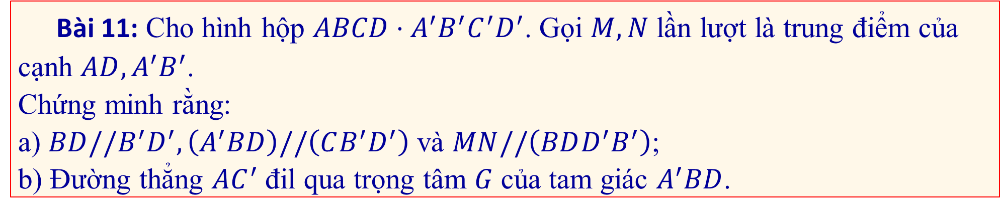 Bài 11: Cho hình hộp ABCD · A′B′C′D′. Gọi M, N lần lượt là trung điểm của
cạnh AD, A′B′.
Chứng minh rằng:
a) BD//B′D′, (A′BD)//(CB′D′) và MN//(BDD′B′);
b) Đường thẳng AC′ đil qua trọng tâm G của tam giác A′BD.